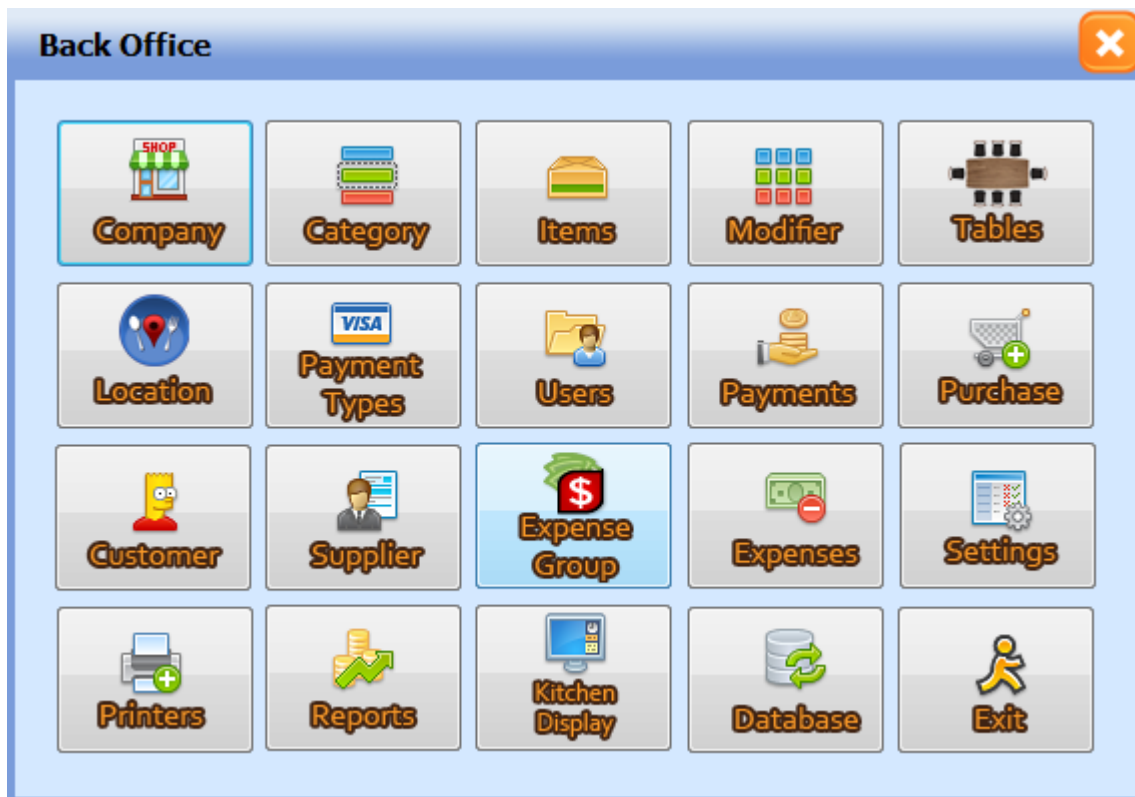 Back Office
SHOP
Company
Category
Items
Modifier
Tables
Location
VISA
Payment
Types
Users
Payments
Purchase
Customer
Supplier
$
Expense
Group
Expenses
Settings
Printers
Reports
Kitchen
Display
Database
Exit